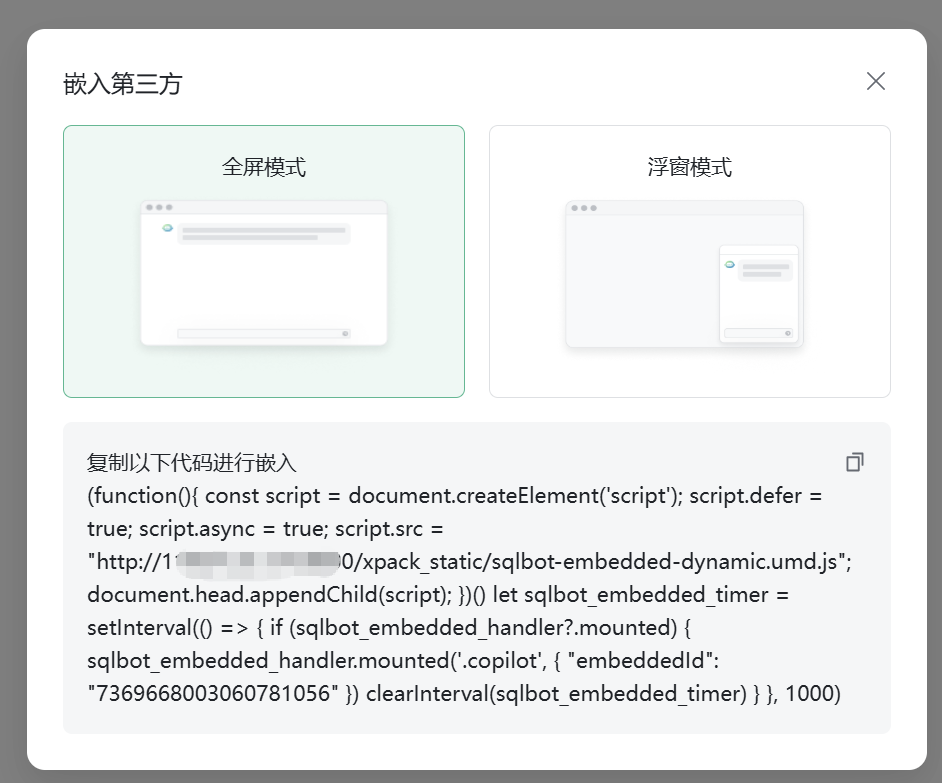 嵌入第三方
全屏模式
浮窗模式
复制以下代码进行嵌入
(function(){ const script = document.createElement('script'); script.defer =
true; script.async = true; script.src =
"http://1 0/xpack_static/sqlbot-embedded-dynamic.umd.js";
document.head.appendChild(script); })() let sqlbot_embedded_timer =
setInterval(() => { if (sqlbot_embedded_handler?.mounted) {
sqlbot_embedded_handler.mounted('.copilot', { "embeddedId":
"7369668003060781056" }) clearInterval(sqlbot_embedded_timer) } }, 1000)